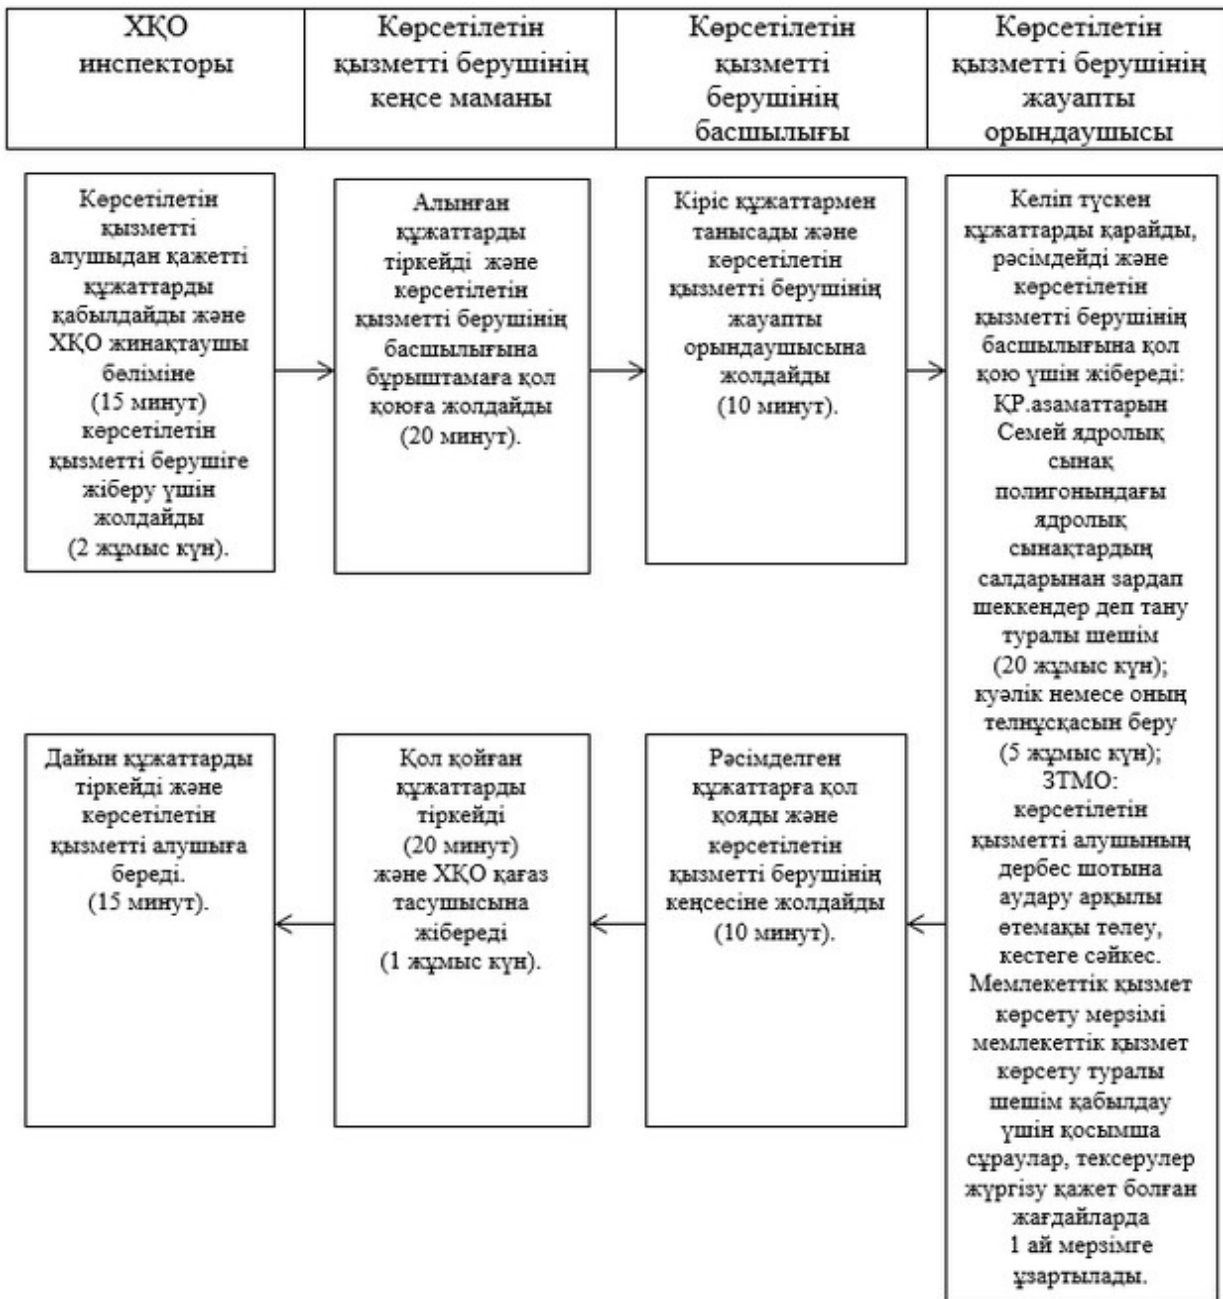 ХҚО
инспекторы
Көрсетілетін
қызметті берушінің
кеңсе маманы
Көрсетілетін
қызметті
берушінің
басшылығы
Көрсетілетін
қызметті берушінің
жауапты
орындаушысы
Көрсетілетін
қызметті
алушыдан қажетті
құжаттарды
қабылдайды және
ХҚО жинақтаушы
бөліміне
(15 минут)
көрсетілетін
қызметті берушіге
жіберу үшін
жолдайды
(2 жұмыс күн).
Алынған
құжаттарды
тіркейді және
көрсетілетін
қызметті берушінің
басшылығына
бұрыштамаға қол
қоюға жолдайды
(20 минут).
Кіріс құжаттармен
танысады және
көрсетілетін
қызметті берушінің
жауапты
орындаушысына
жолдайды
(10 минут).
Келіп түскен
құжаттарды қарайды,
рәсімдейді және
көрсетілетін
қызметті берушінің
басшылығына қол
қою үшін жібереді:
ҚР.азаматтарын
Семей ядролық
сынақ
полигонындағы
ядролық
сынақтардың
салдарынан зардап
шеккендер деп тану
туралы шешім
(20 жұмыс күн);
куәлік немесе оның
телнұсқасын беру
(5 жұмыс күн);
ЗТМО:
көрсетілетін
қызметті алушының
дербес шотына
аудару арқылы
өтемақы төлеу,
кестеге сәйкес.
Мемлекеттік қызмет
көрсету мерзімі
мемлекеттік қызмет
көрсету туралы
шешім қабылдау
үшін қосымша
сұраулар, тексерулер
жүргізу қажет болған
жағдайларда
1 ай мерзімге
ұзартылады.
Дайын құжаттарды
тіркейді және
көрсетілетін
қызметті алушыға
береді.
(15 минут).
Қол қойған
құжаттарды
тіркейді
(20 минут)
және ХҚО қағаз
тасушысына
жібереді
(1 жұмыс күн).
Рәсімделген
құжаттарға қол
қояды және
көрсетілетін
қызметті берушінің
кеңсесіне жолдайды
(10 минут).